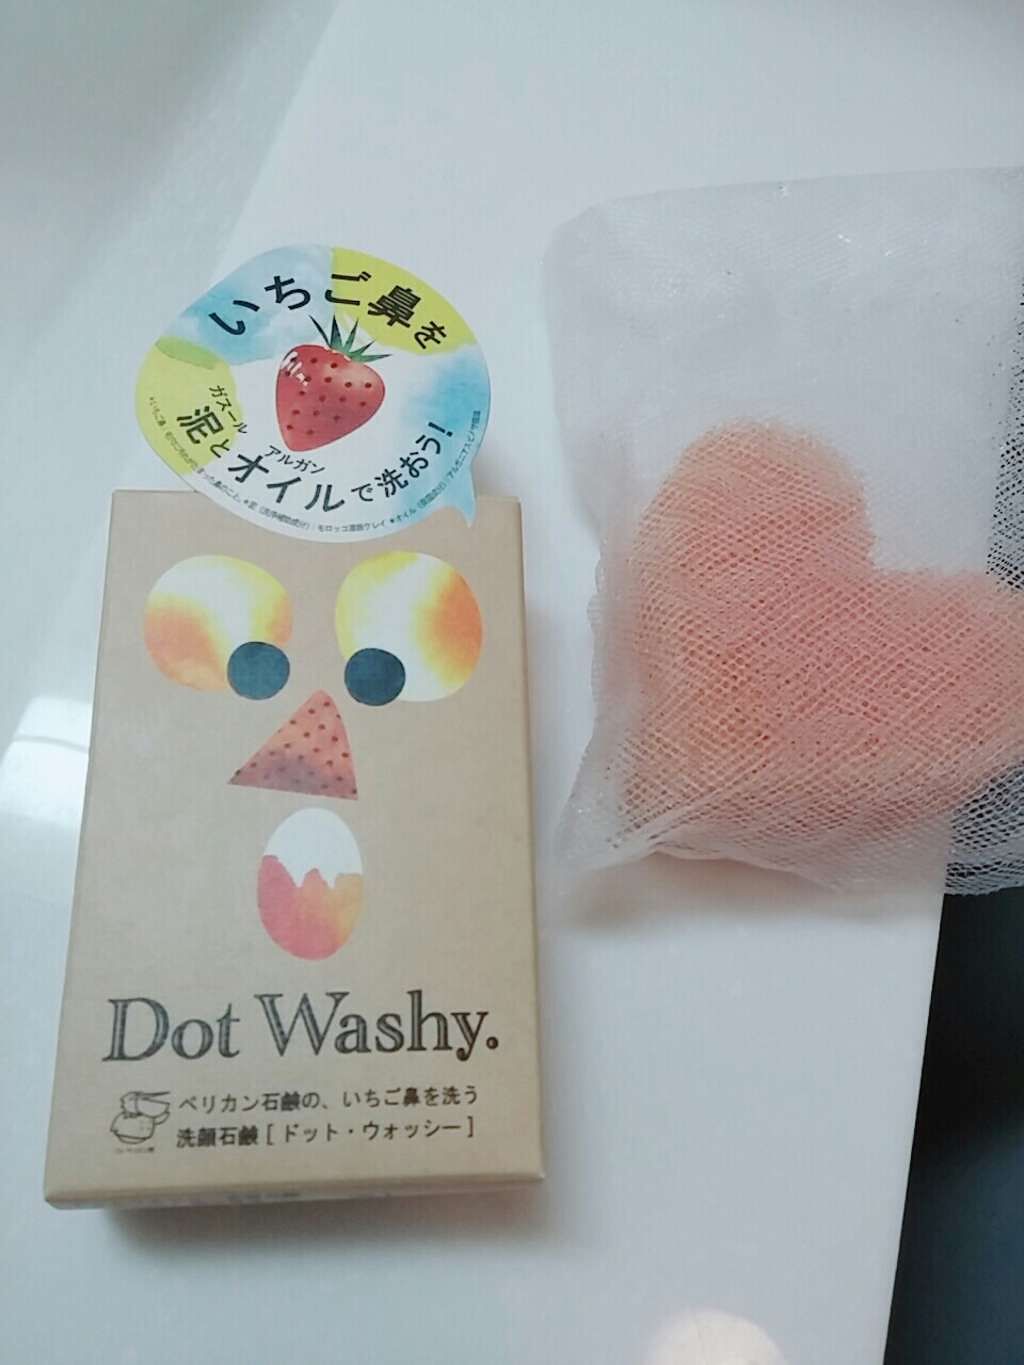 いちご鼻を
ガスール
泥と
アルガン
オイルで洗おう!
Dot Washy.
ペリカン石鹸の、いちご鼻を洗う
洗顔石鹸[ドット・ウォッシー]